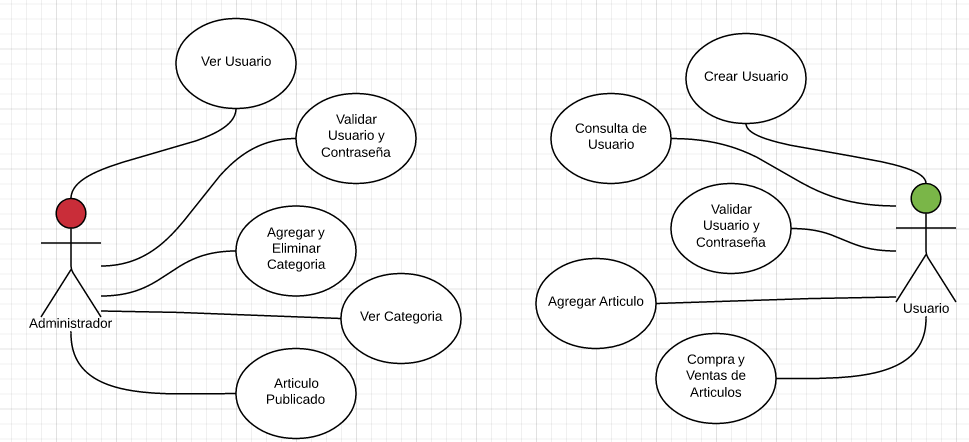 Ver Usuario
Validar
Usuario y
Contraseña
Agregar y
Eliminar
Categoria
Ver Categoria
Articulo
Publicado
Administrador
Crear Usuario
Consulta de
Usuario
Validar
Usuario y
Contraseña
Agregar Articulo
Compra y
Ventas de
Articulos
Usuario